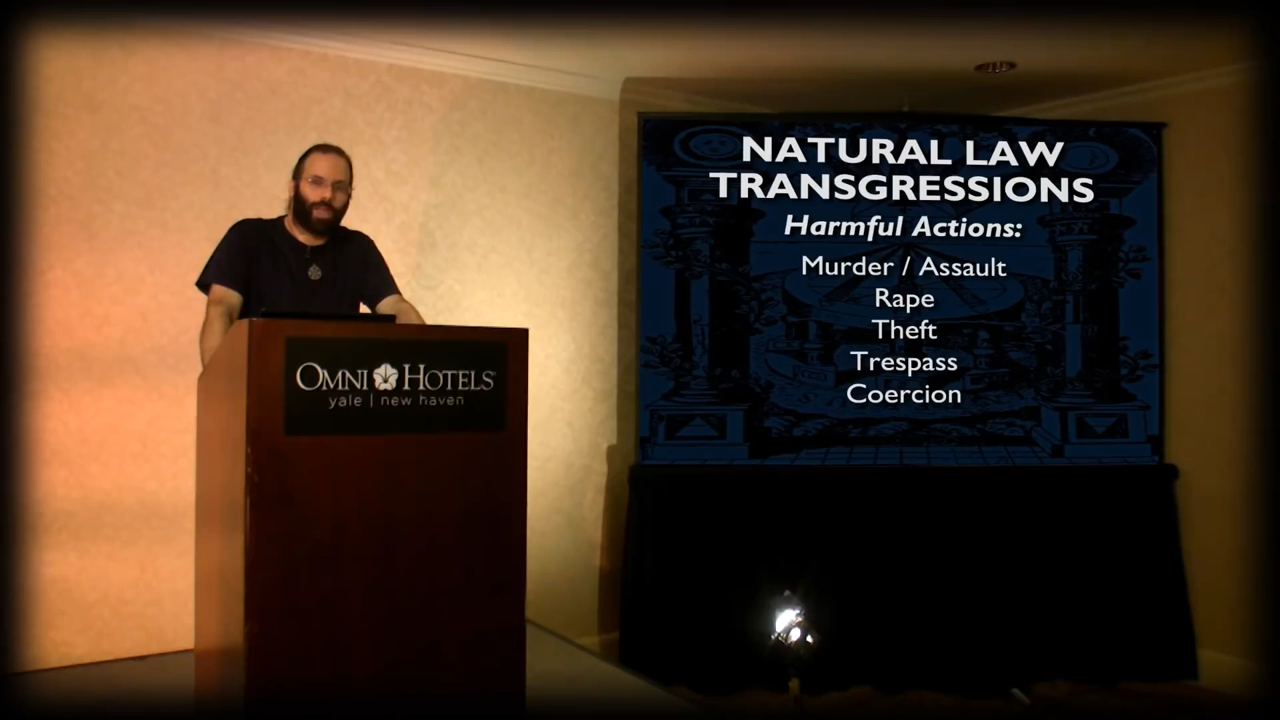 OMNI HOTELS
yale | new haven
NATURAL LAW
TRANSGRESSIONS
Harmful Actions:
Murder / Assault
Rape
Theft
Trespass
Coercion